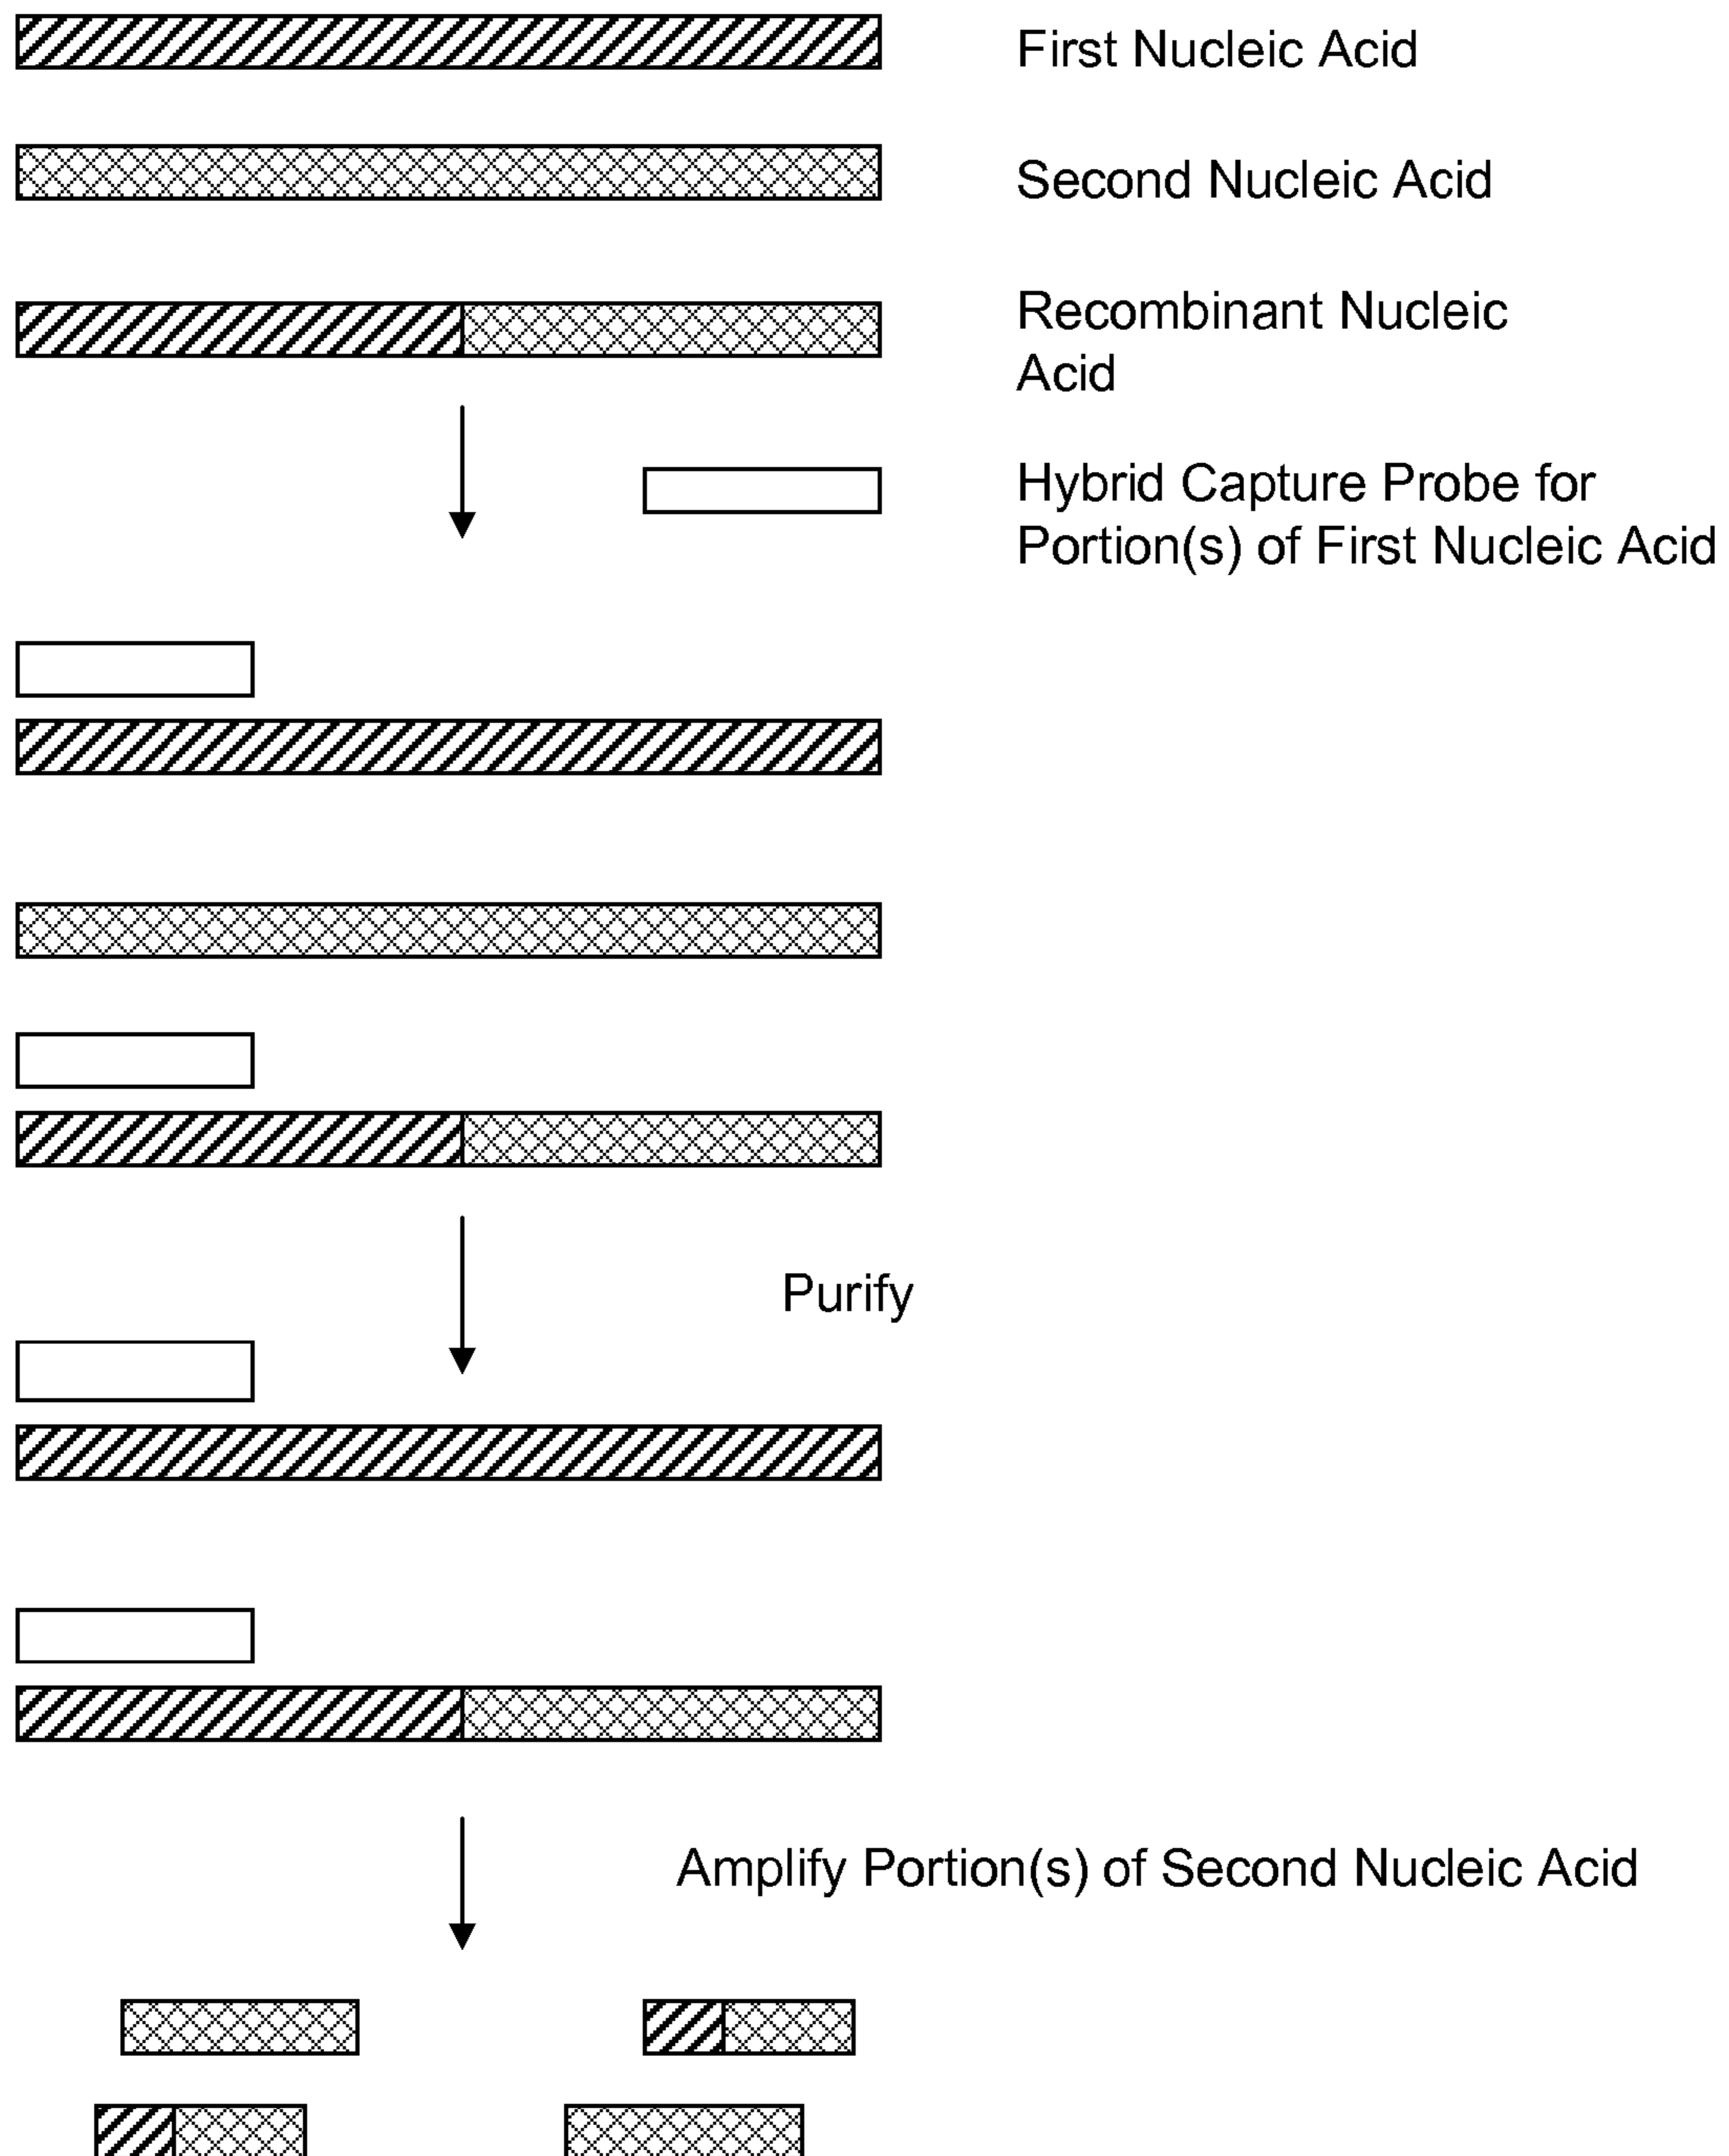 First Nucleic Acid
Second Nucleic Acid
Recombinant Nucleic
Acid
Hybrid Capture Probe for
Portion(s) of First Nucleic Acid
Purify
Amplify Portion(s) of Second Nucleic Acid